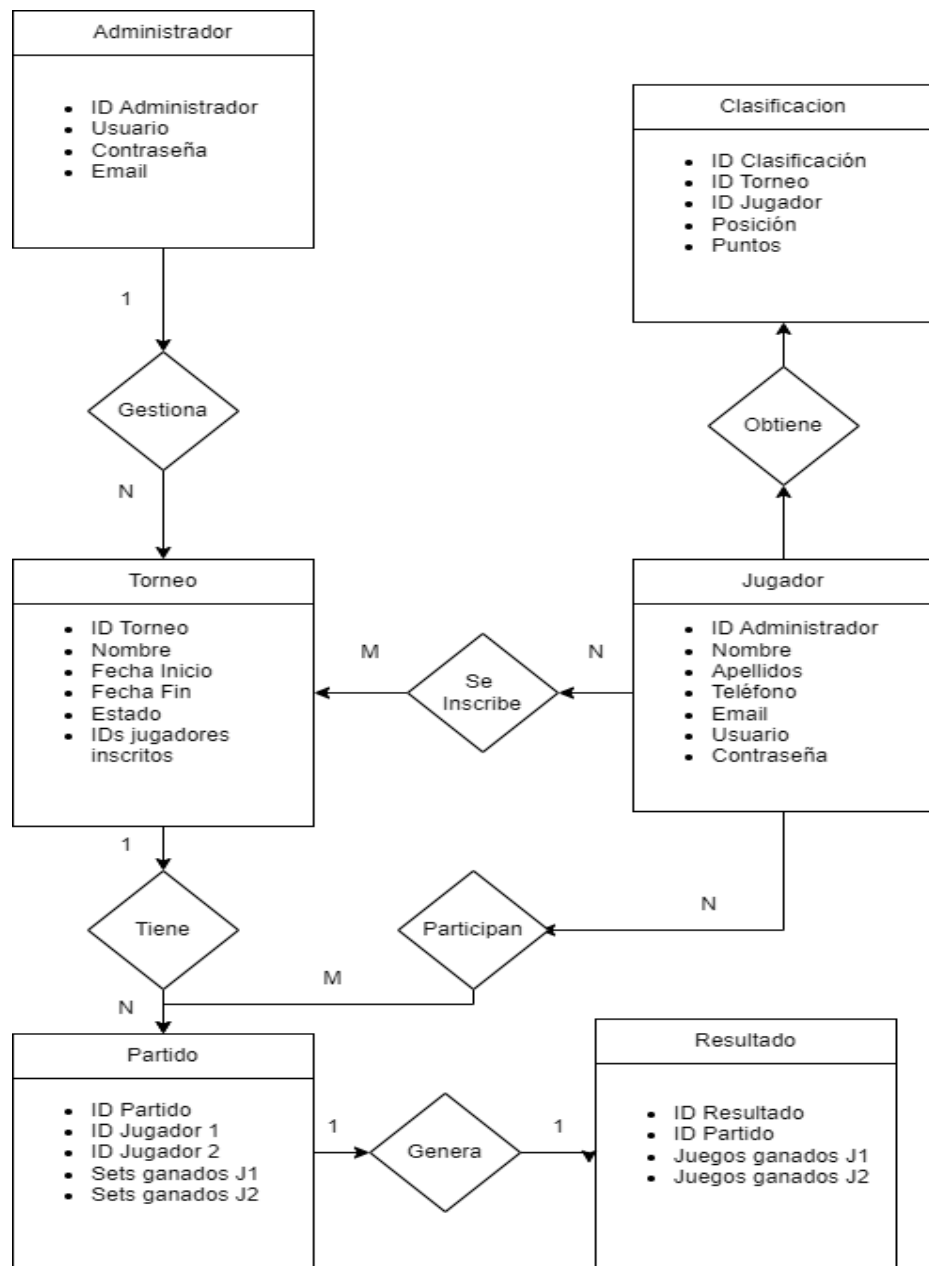 Administrador
ID Administrador
Usuario
Contraseña
Email
Clasificacion
ID Clasificación
ID Torneo
ID Jugador
Posición
Puntos
1
Gestiona
N
Obtiene
Torneo
ID Torneo
Nombre
Fecha Inicio
Fecha Fin
Estado
IDs jugadores
inscritos
M
Se
Inscribe
N
Jugador
ID Administrador
Nombre
Apellidos
Teléfono
Email
Usuario
Contraseña
1
Tiene
N
Participan
N
M
Partido
ID Partido
ID Jugador 1
ID Jugador 2
Sets ganados J1
Sets ganados J2
1
Genera
1
Resultado
ID Resultado
ID Partido
Juegos ganados J1
Juegos ganados J2